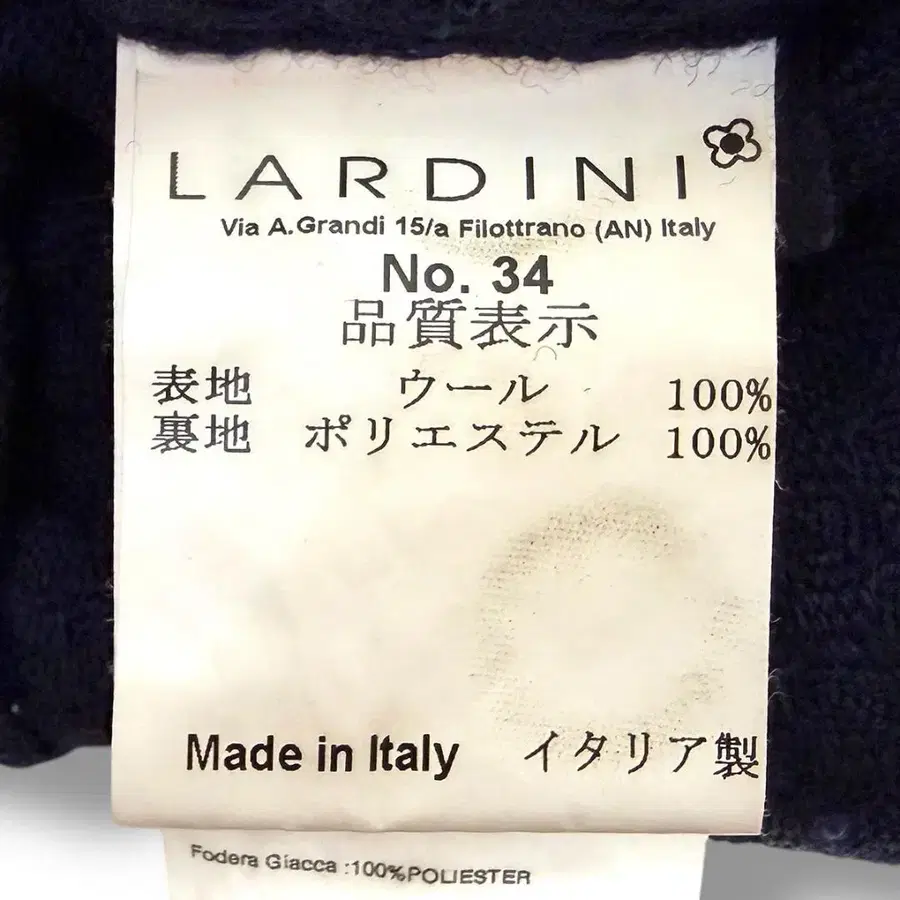 LARDINI
Via A.Grandi 15/a Filottrano (AN) Italy
No. 34
品質表示
表地 ウール 100%
裏地 ポリエステル 100%
Made in Italy イタリア製
Fodera Giacca :100%POLIESTER